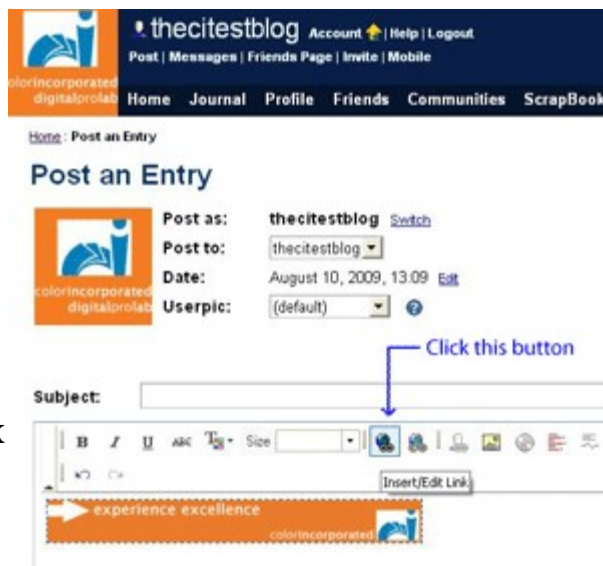 thecitestblog Account | Help | Logout
Post | Messages | Friends Page | Invite | Mobile
colorincorporated
digitalprolab
Home Journal Profile Friends Communities ScrapBook
Home : Post an Entry
Post an Entry
Post as: thecitestblog Switch
Post to: thecitestblog
Date: August 10, 2009, 13:09 Edit
Userpic: (default)
colorincorporated
digitalprolab
Click this button
Subject:
B I U ABC T Size
Insert/Edit Link
experience excellence
colorincorporated